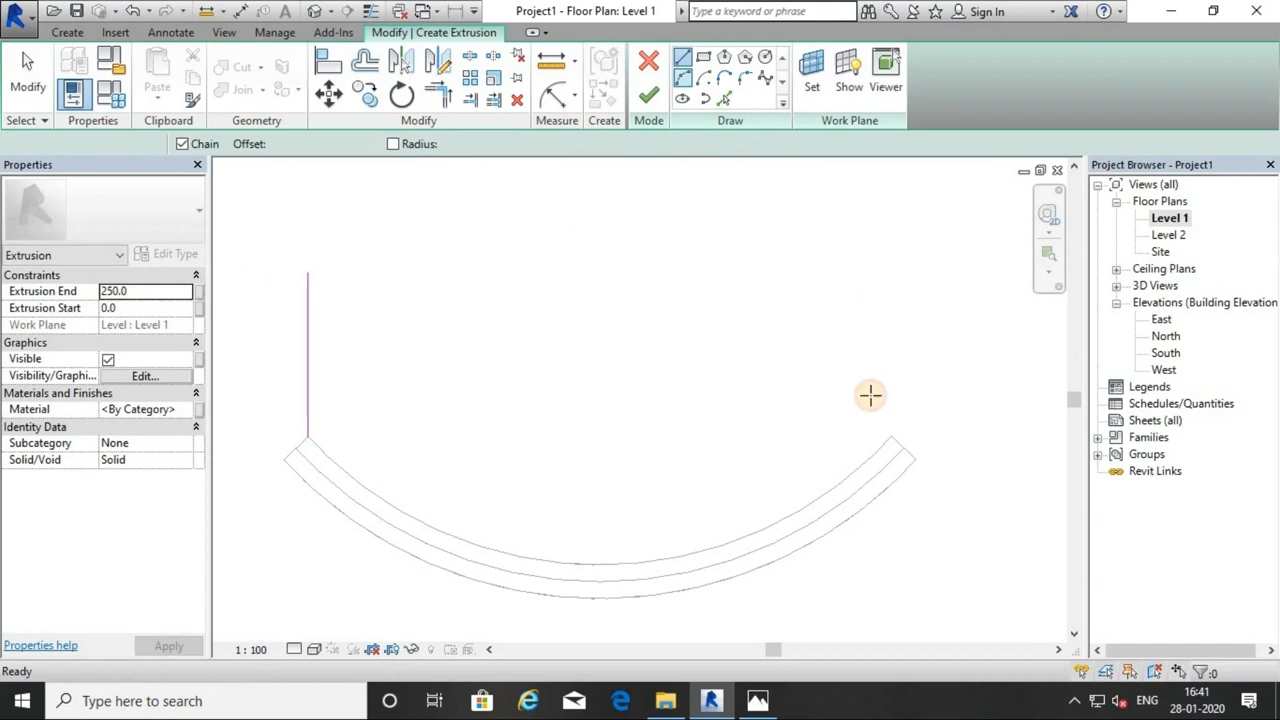 Project1 - Floor Plan: Level 1
Type a keyword or phrase
Sign In
Create
Insert
Annotate
View
Manage
Add-Ins
Modify | Create Extrusion
Modify
Paste
Cut
Join
Set
Show
Viewer
Select
Properties
Clipboard
Geometry
Modify
Measure
Create
Mode
Draw
Work Plane
Chain
Offset:
Radius:
Properties
Extrusion
Edit Type
Constraints
Extrusion End 250.0
Extrusion Start 0.0
Work Plane Level : Level 1
Graphics
Visible
Visibility/Graphi... Edit...
Materials and Finishes
Material <By Category>
Identity Data
Subcategory None
Solid/Void Solid
Properties help
Apply
2D
Project Browser - Project1
Views (all)
Floor Plans
Level 1
Level 2
Site
Ceiling Plans
3D Views
Elevations (Building Elevation
East
North
South
West
Legends
Schedules/Quantities
Sheets (all)
Families
Groups
Revit Links
1 : 100
Ready
:0
Type here to search
ENG
16:41
28-01-2020